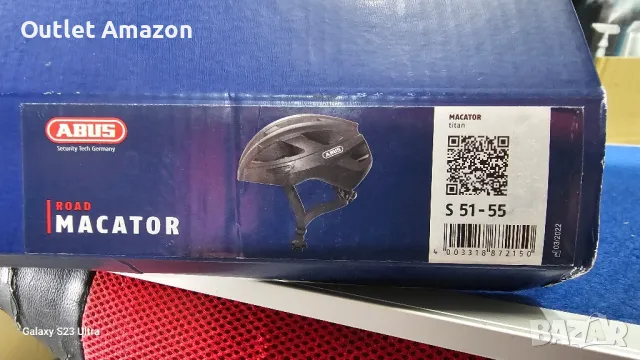 Outlet Amazon
ABUS
Security Tech Germany
ROAD
MACATOR
ABUS
MACATOR
titan
S 51-55
4 003318 872150
03/2022
Galaxy S23 Ultra
BAZAR